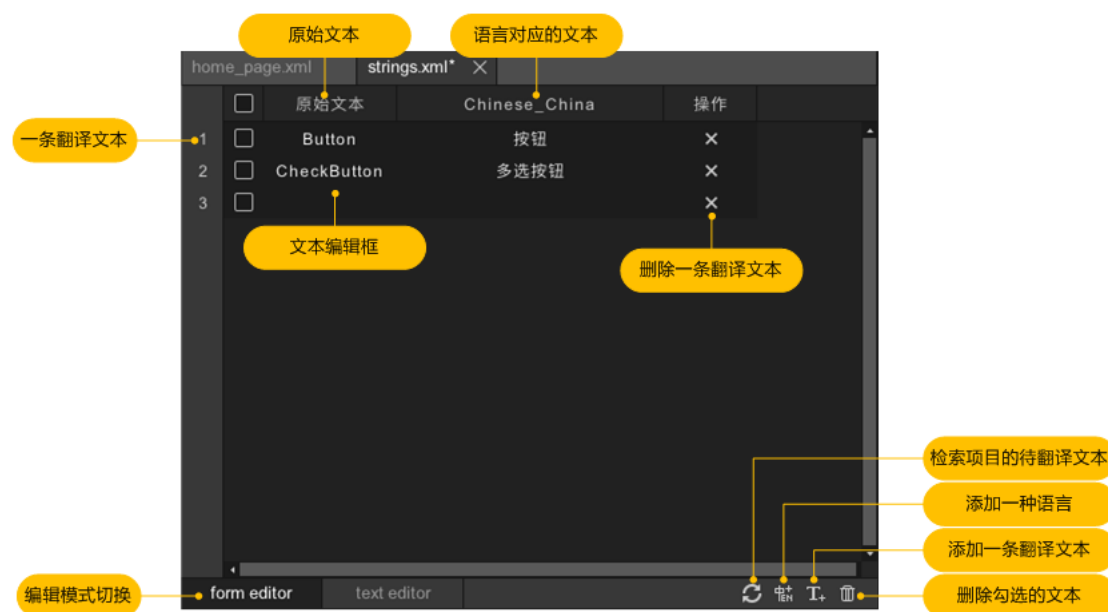 原始文本
语言对应的文本
home_page.xml
strings.xml*
原始文本
Chinese_China
操作
一条翻译文本
1
Button
按钮
2
CheckButton
多选按钮
3
文本编辑框
删除一条翻译文本
检索项目的待翻译文本
添加一种语言
添加一条翻译文本
编辑模式切换
form editor
text editor
中+
EN
T+
删除勾选的文本